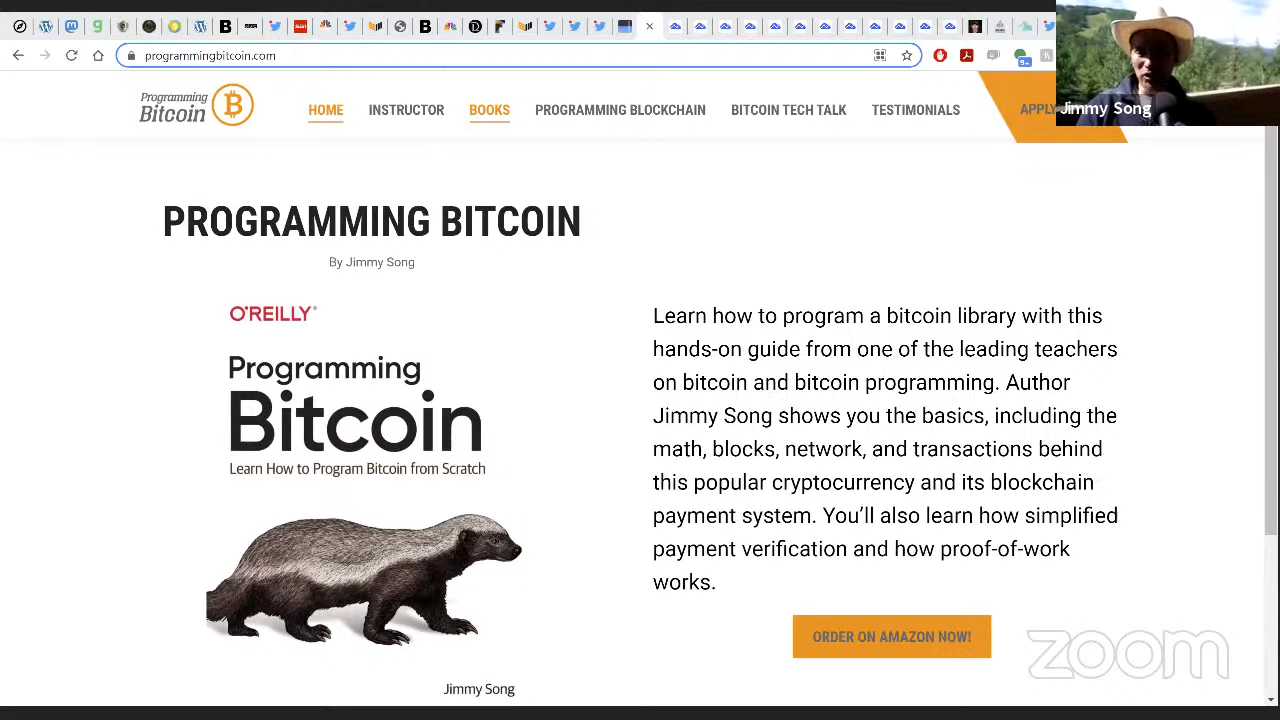 programmingbitcoin.com
9+
Programming
Bitcoin
HOME
INSTRUCTOR
BOOKS
PROGRAMMING BLOCKCHAIN
BITCOIN TECH TALK
TESTIMONIALS
Jimmy Song
PROGRAMMING BITCOIN
By Jimmy Song
O'REILLY®
Programming
Bitcoin
Learn How to Program Bitcoin from Scratch
Jimmy Song
Learn how to program a bitcoin library with this
hands-on guide from one of the leading teachers
on bitcoin and bitcoin programming. Author
Jimmy Song shows you the basics, including the
math, blocks, network, and transactions behind
this popular cryptocurrency and its blockchain
payment system. You’ll also learn how simplified
payment verification and how proof-of-work
works.
ORDER ON AMAZON NOW!
zoom